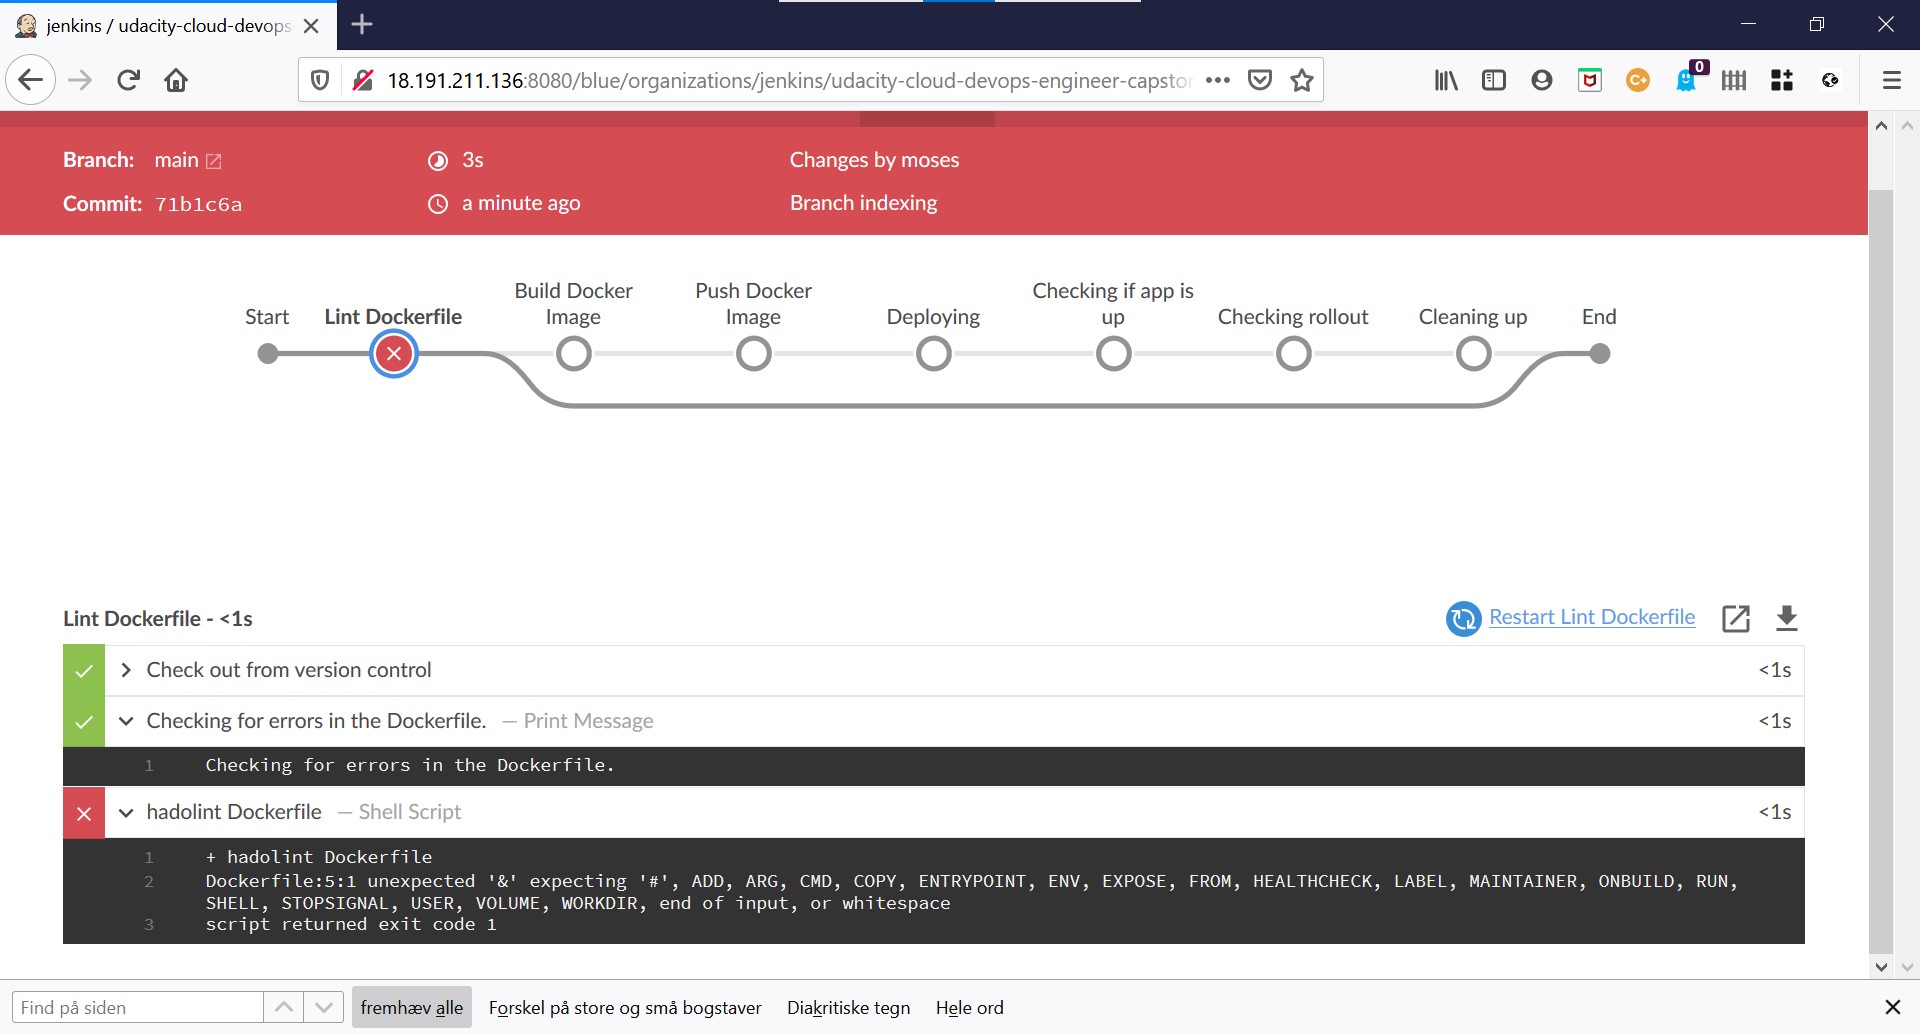 jenkins / udacity-cloud-devops
18.191.211.136:8080/blue/organizations/jenkins/udacity-cloud-devops-engineer-capstor
0
Branch: main
3s
Changes by moses
Commit: 71b1c6a
a minute ago
Branch indexing
Start
Lint Dockerfile
Build Docker
Image
Push Docker
Image
Deploying
Checking if app is
up
Checking rollout
Cleaning up
End
Lint Dockerfile - <1s
Restart Lint Dockerfile
Check out from version control <1s
Checking for errors in the Dockerfile. — Print Message <1s
1 Checking for errors in the Dockerfile.
hadolint Dockerfile — Shell Script <1s
1 + hadolint Dockerfile
2 Dockerfile:5:1 unexpected '&' expecting '#', ADD, ARG, CMD, COPY, ENTRYPOINT, ENV, EXPOSE, FROM, HEALTHCHECK, LABEL, MAINTAINER, ONBUILD, RUN,
SHELL, STOPSIGNAL, USER, VOLUME, WORKDIR, end of input, or whitespace
3 script returned exit code 1
Find på siden
fremhæv alle
Forskel på store og små bogstaver
Diakritiske tegn
Hele ord